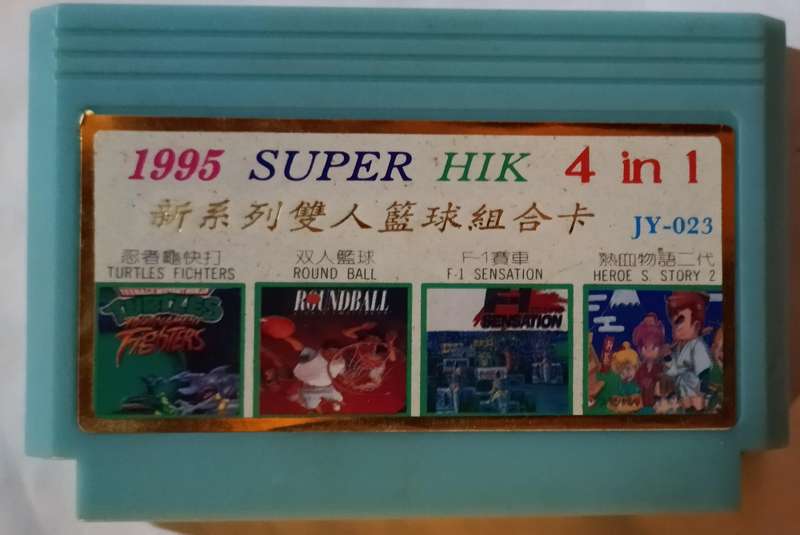 1995 SUPER HIK 4 in 1
新系列雙人籃球組合卡 JY-023
忍者龜快打 双人籃球 F-1賽車 熱血物語二代
TURTLES FICHTERS ROUND BALL F-1 SENSATION HEROE S. STORY 2
TURTLES
FIGHTERS
ROUNDBALL
F1
SENSATION